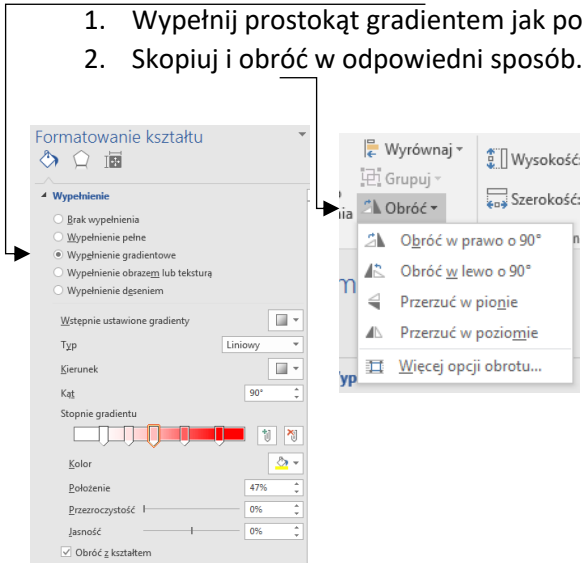 1. Wypełnij prostokąt gradientem jak po
2. Skopiuj i obróć w odpowiedni sposób.
Formatowanie kształtu
Wypełnienie
Brak wypełnienia
Wypełnienie pełne
Wypełnienie gradientowe
Wypełnienie obrazem lub teksturą
Wypełnienie deseniem
Wstępnie ustawione gradienty
Typ Liniowy
Kierunek
Kąt 90°
Stopnie gradientu
Kolor
Położenie 47%
Przezroczystość 0%
Jasność 0%
Obróć z kształtem
Wyrównaj
Wysokość:
Grupuj
nia Obróć
Szerokość:
Obróć w prawo o 90°
Obróć w lewo o 90°
Przerzuć w pionie
Przerzuć w poziomie
Więcej opcji obrotu...
yp